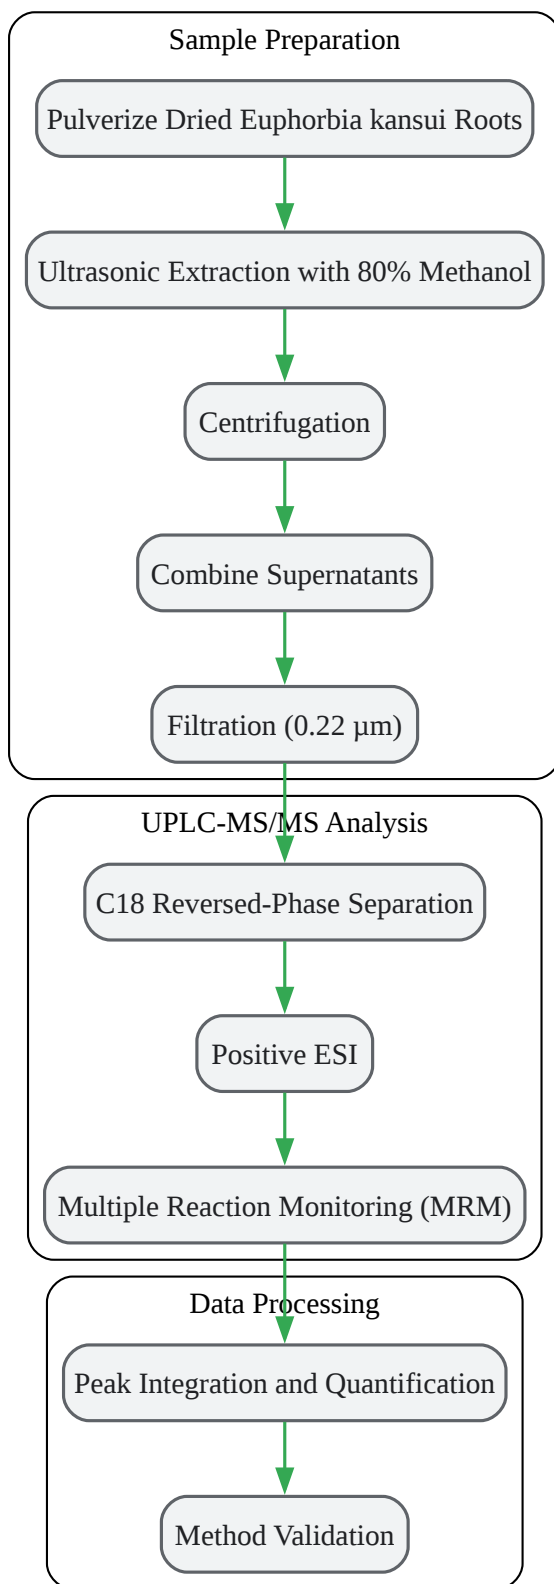 Sample Preparation
Pulverize Dried Euphorbia kansui Roots
Ultrasonic Extraction with 80% Methanol
Centrifugation
Combine Supernatants
Filtration (0.22 µm)
UPLC-MS/MS Analysis
C18 Reversed-Phase Separation
Positive ESI
Multiple Reaction Monitoring (MRM)
Data Processing
Peak Integration and Quantification
Method Validation